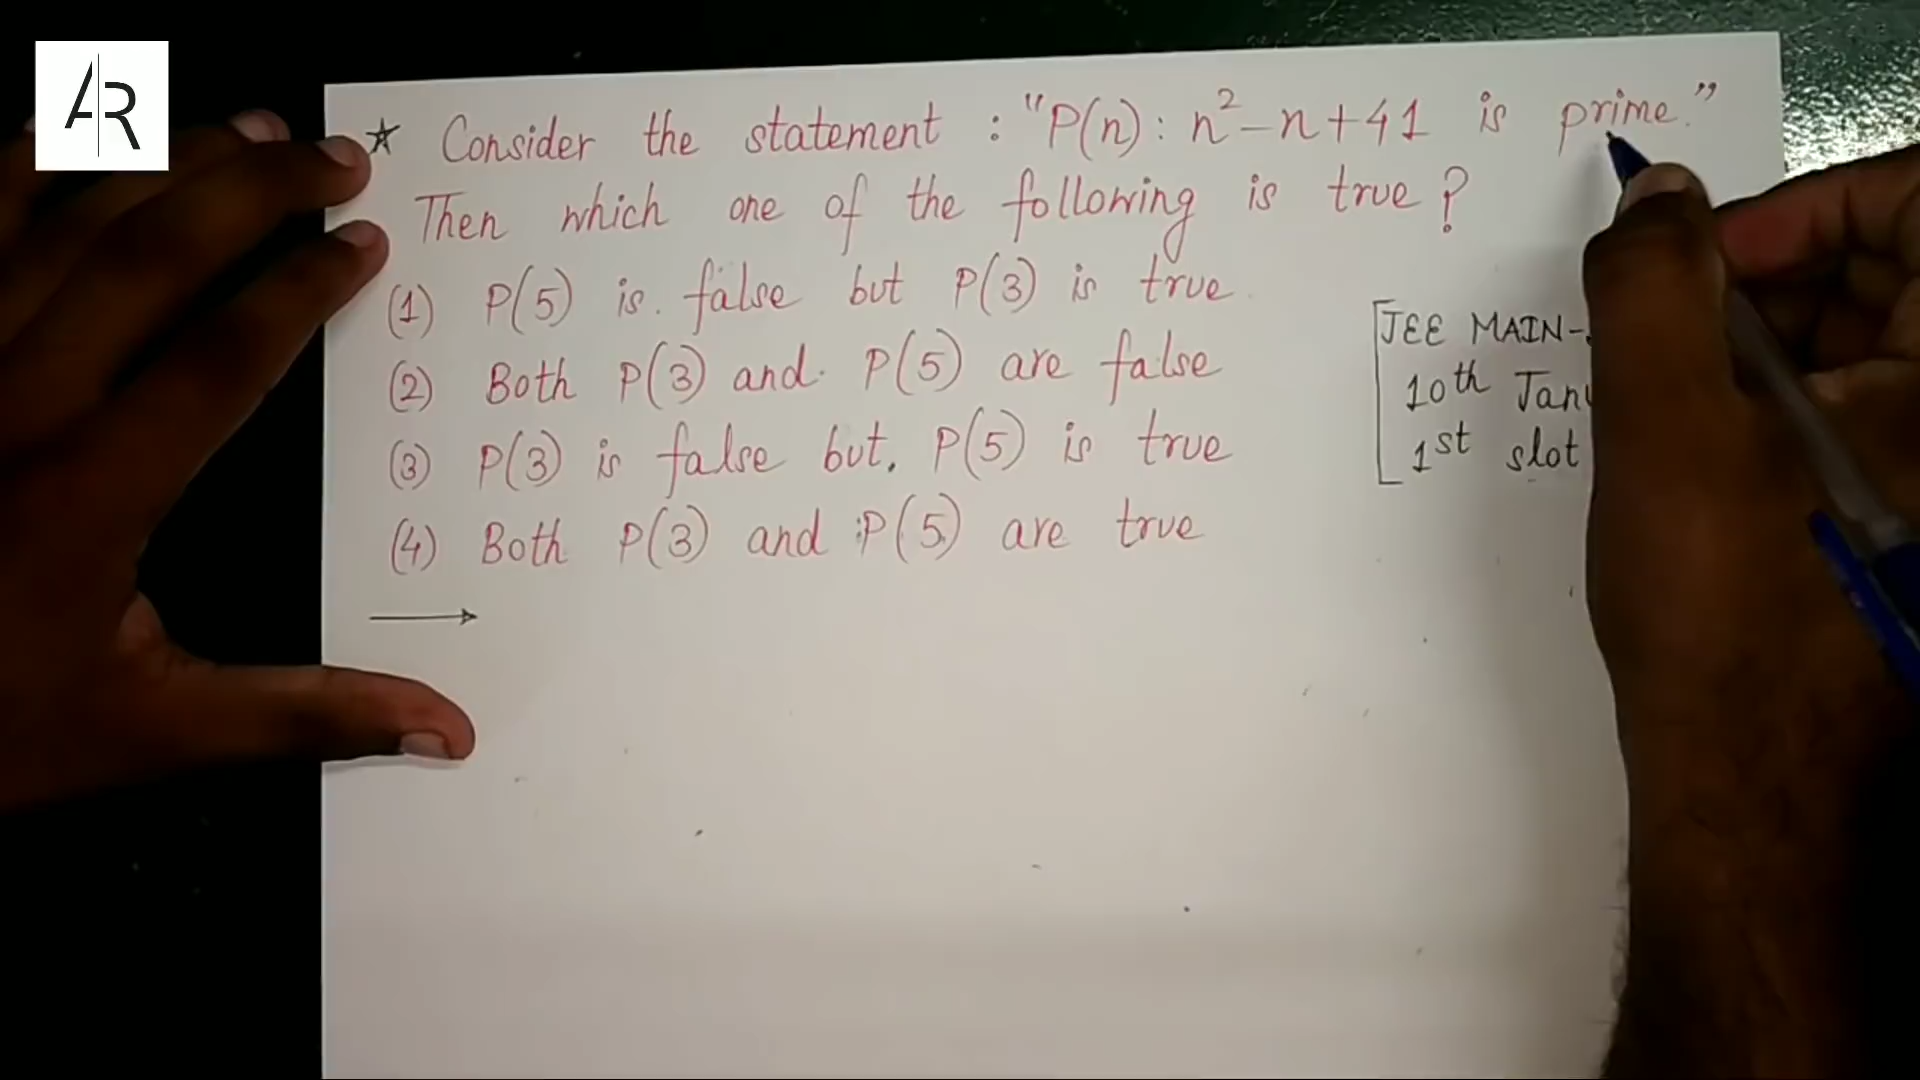 AR
★ Consider the statement : "P(n) : n²-n+41 is prime."
Then which one of the following is true?
(1) P(5) is false but P(3) is true
(2) Both P(3) and P(5) are false
(3) P(3) is false but P(5) is true
(4) Both P(3) and P(5) are true
JEE MAIN-
10th
1st slot